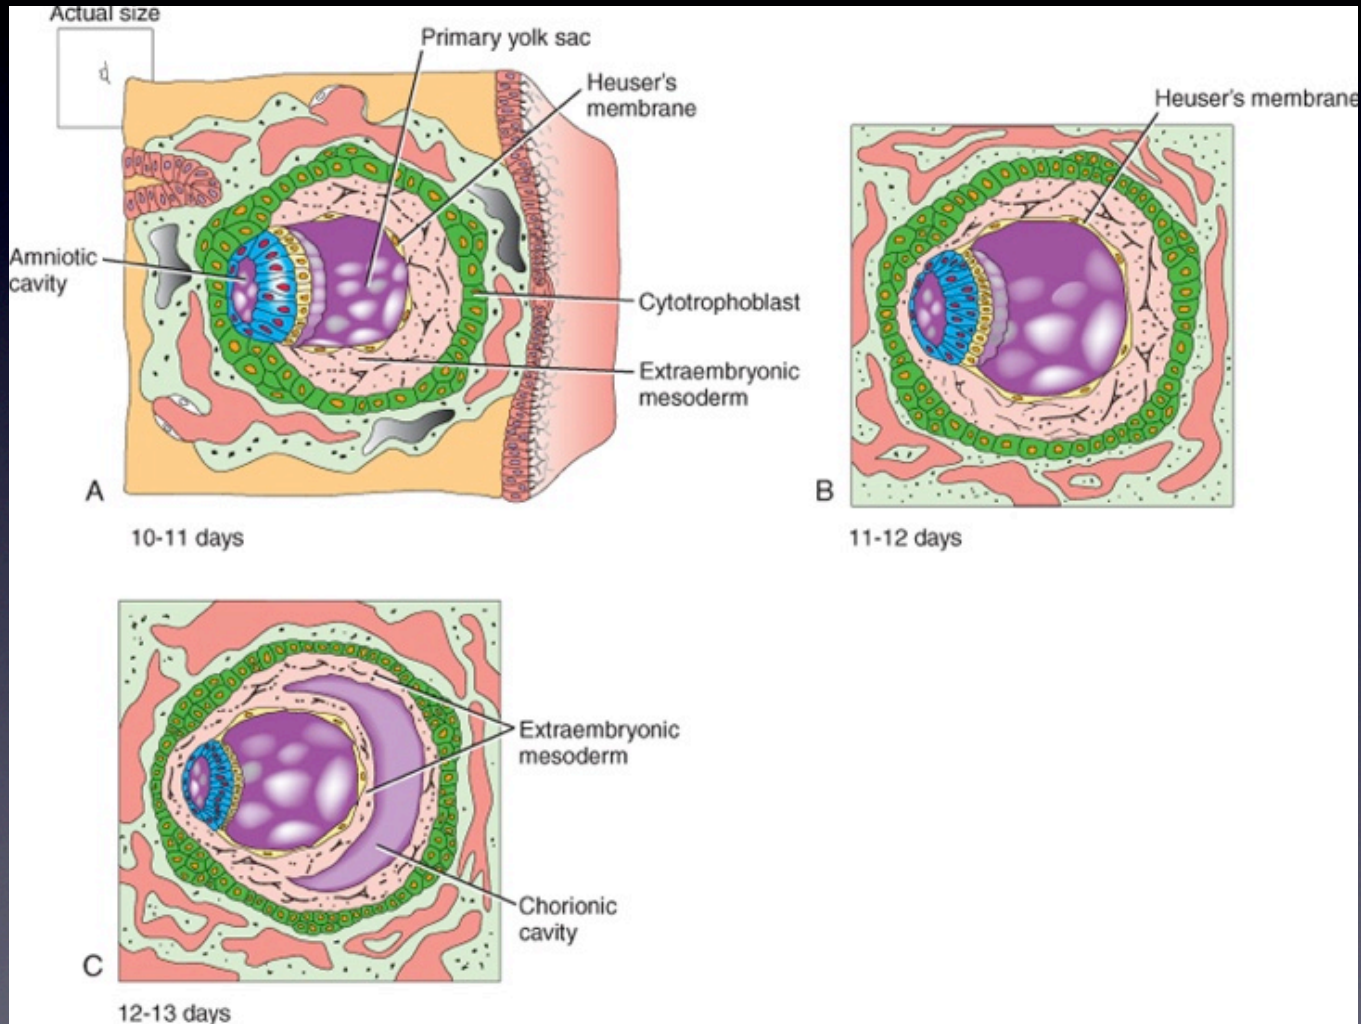 Actual size
Primary yolk sac
Heuser's
membrane
Amniotic
cavity
Cytotrophoblast
Extraembryonic
mesoderm
A
10-11 days
Heuser's membrane
B
11-12 days
Extraembryonic
mesoderm
Chorionic
cavity
C
12-13 days